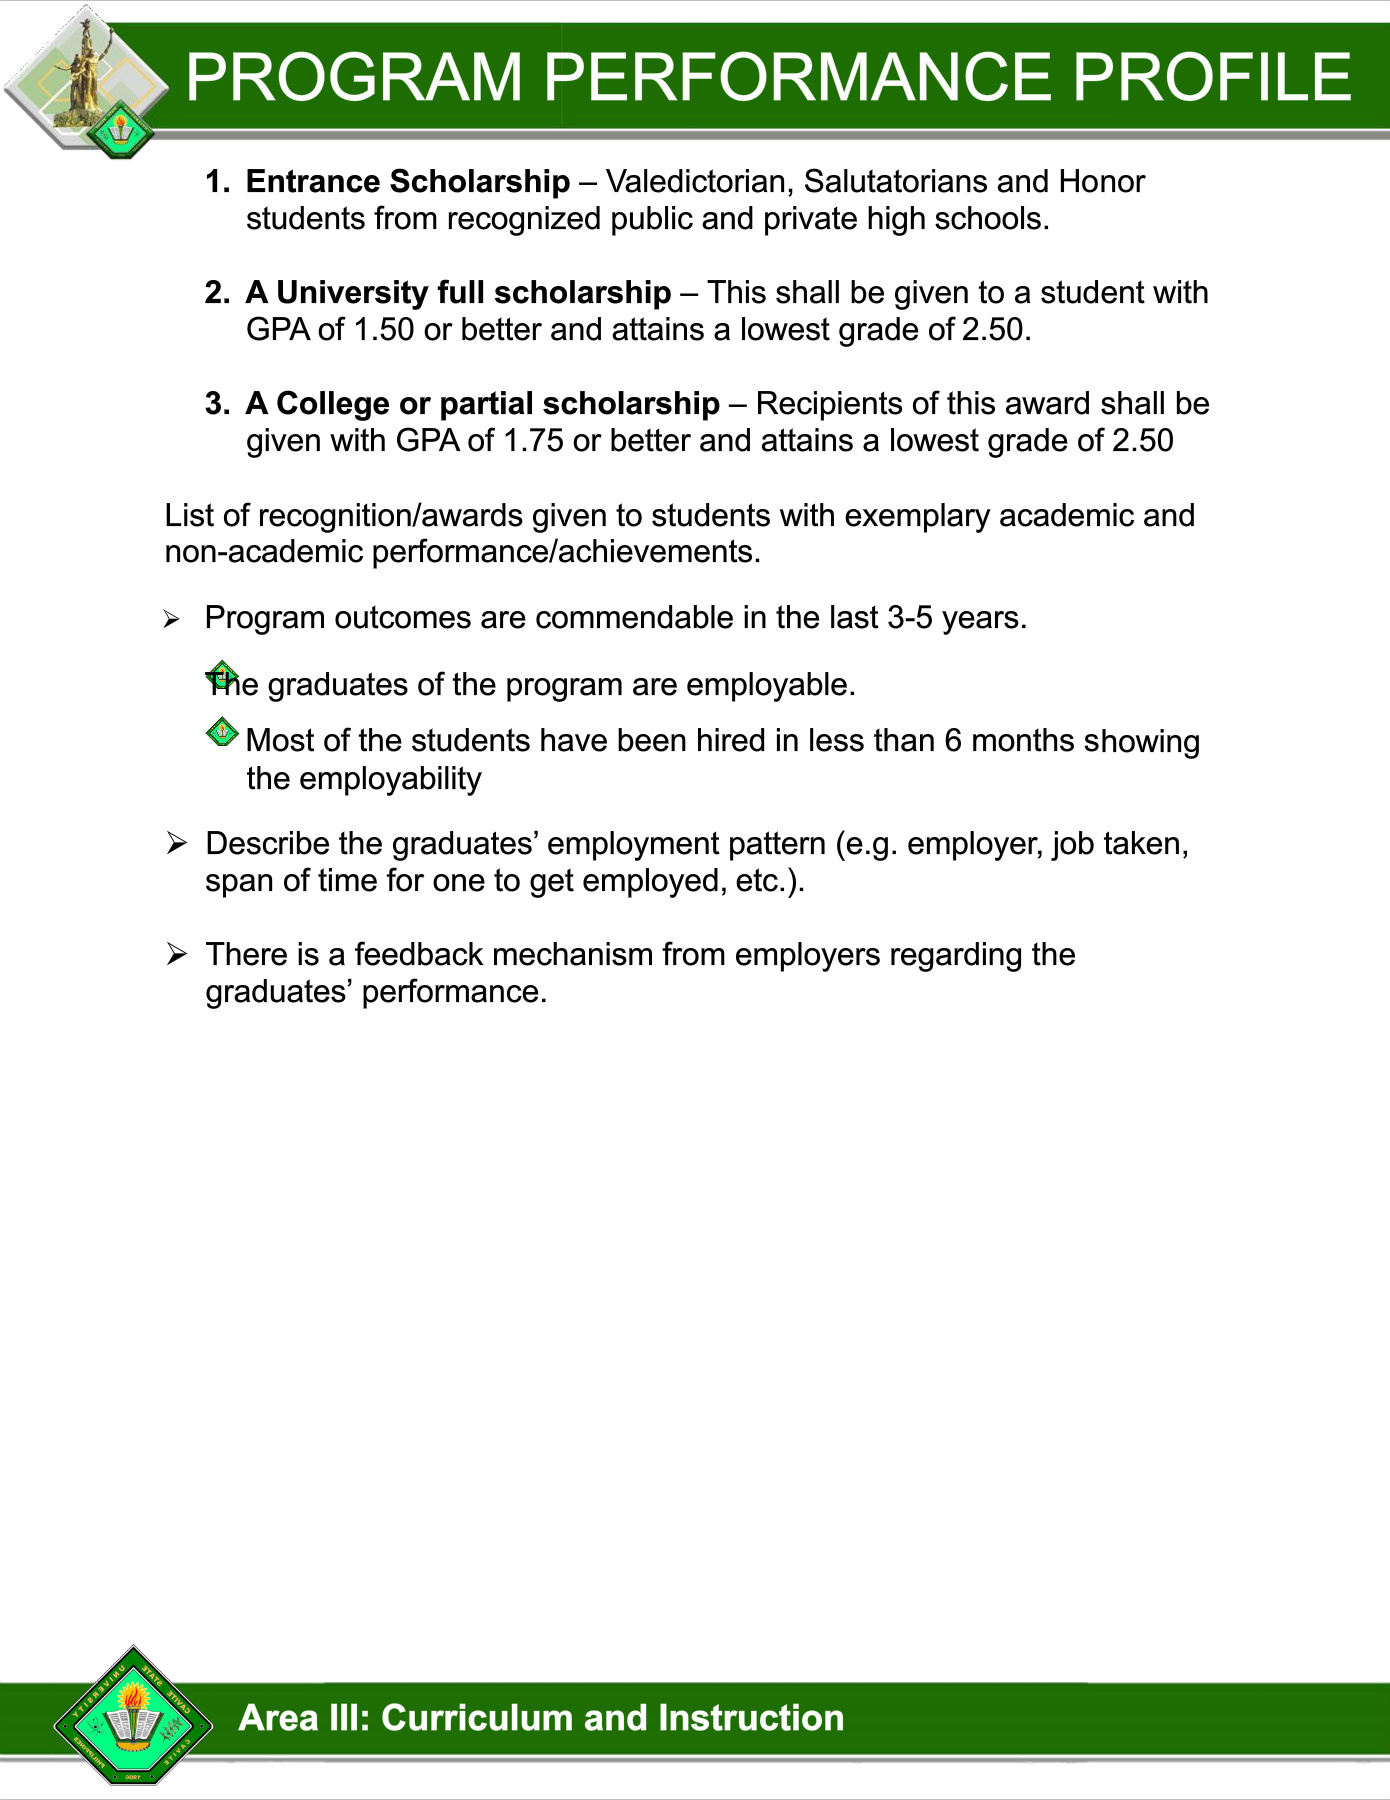 PROGRAM PERFORMANCE PROFILE
1. Entrance Scholarship – Valedictorian, Salutatorians and Honor
students from recognized public and private high schools.
2. A University full scholarship – This shall be given to a student with
GPA of 1.50 or better and attains a lowest grade of 2.50.
3. A College or partial scholarship – Recipients of this award shall be
given with GPA of 1.75 or better and attains a lowest grade of 2.50
List of recognition/awards given to students with exemplary academic and
non-academic performance/achievements.
➢ Program outcomes are commendable in the last 3-5 years.
The graduates of the program are employable.
Most of the students have been hired in less than 6 months showing
the employability
➢ Describe the graduates’ employment pattern (e.g. employer, job taken,
span of time for one to get employed, etc.).
➢ There is a feedback mechanism from employers regarding the
graduates’ performance.
CAVITE STATE UNIVERSITY
CAVITE
PHILIPPINES
1906
Area III: Curriculum and Instruction